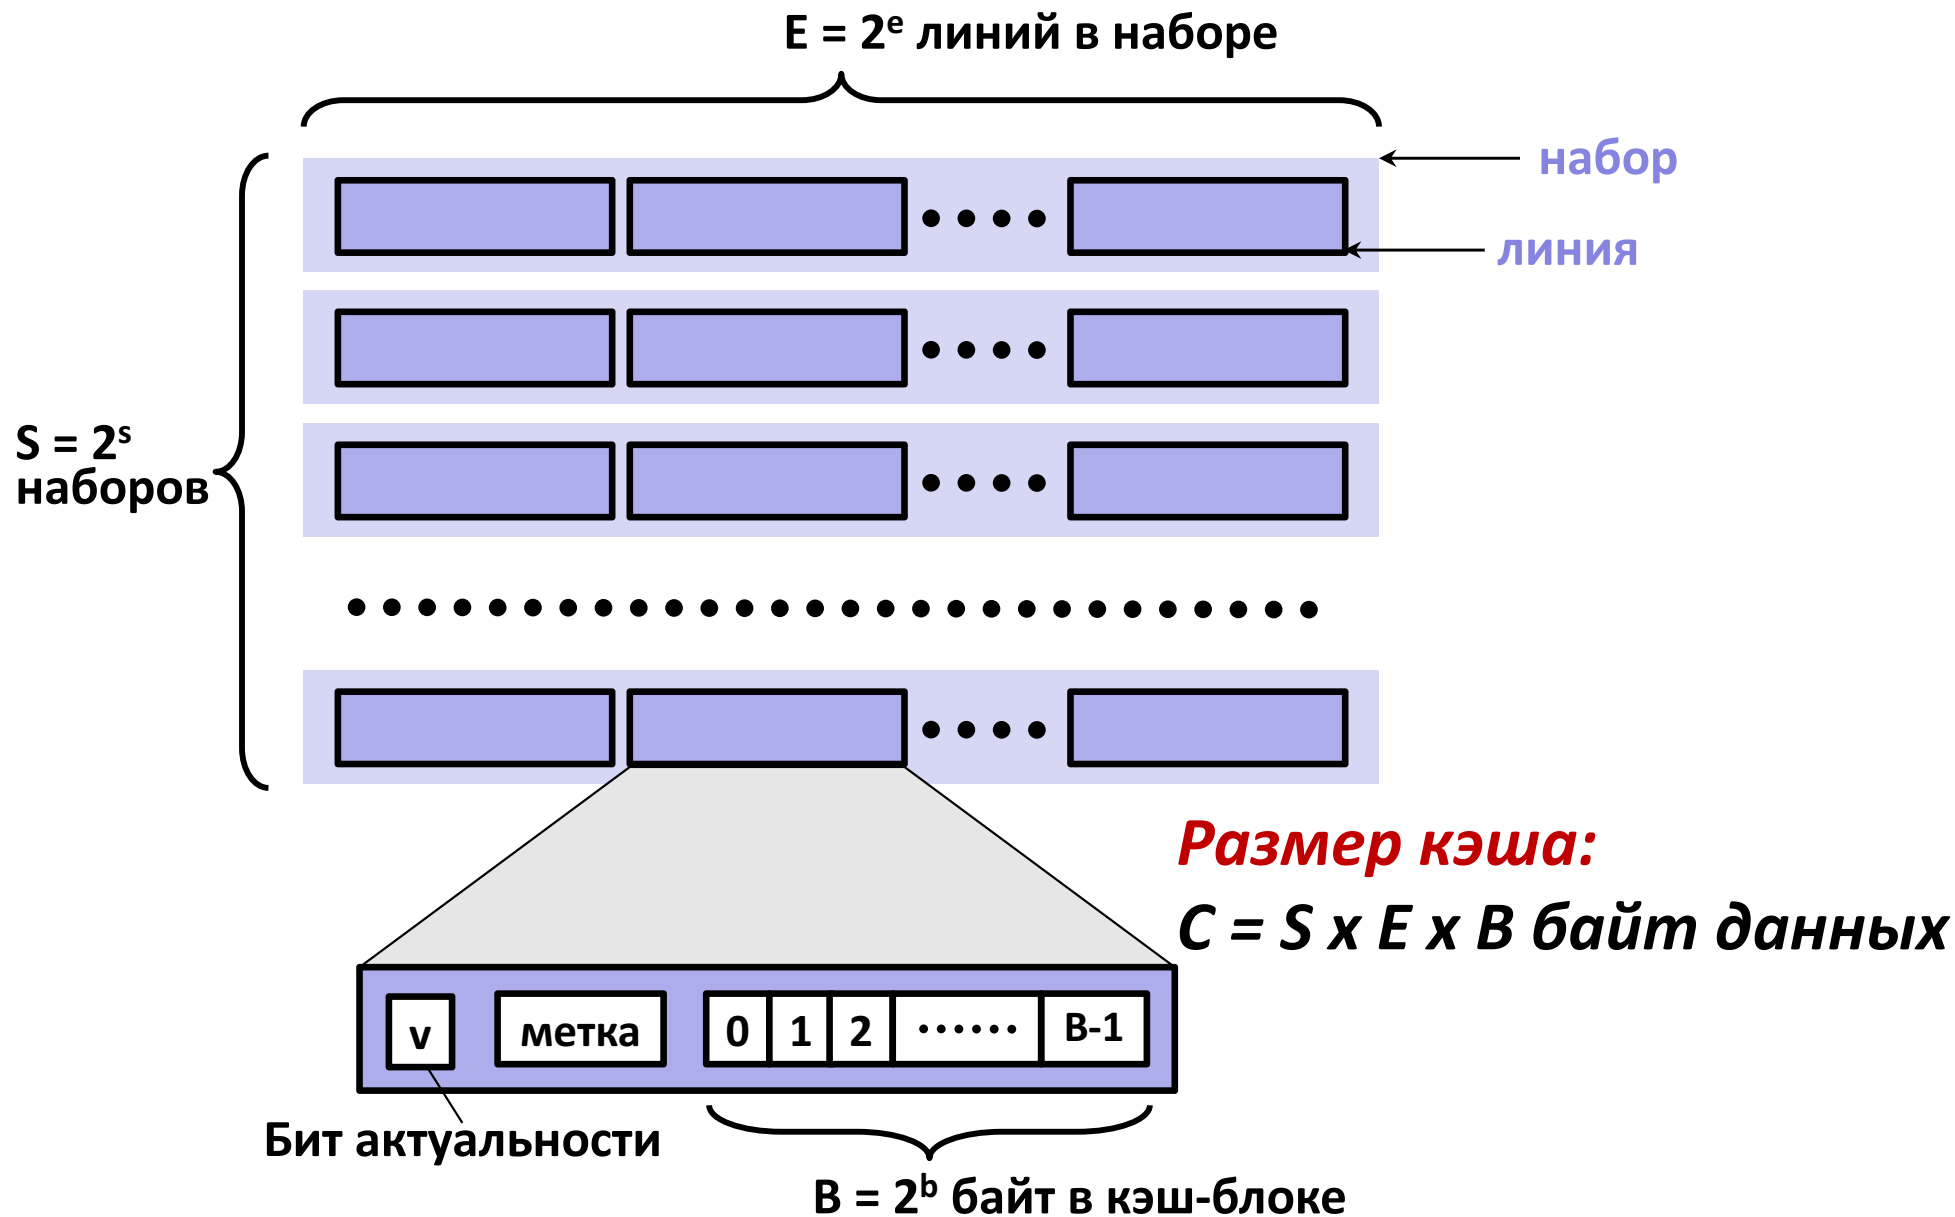 E = 2ᵉ линий в наборе
набор
линия
S = 2ˢ
наборов
Размер кэша:
C = S x E x B байт данных
v
метка
0
1
2
B-1
Бит актуальности
B = 2ᵇ байт в кэш-блоке